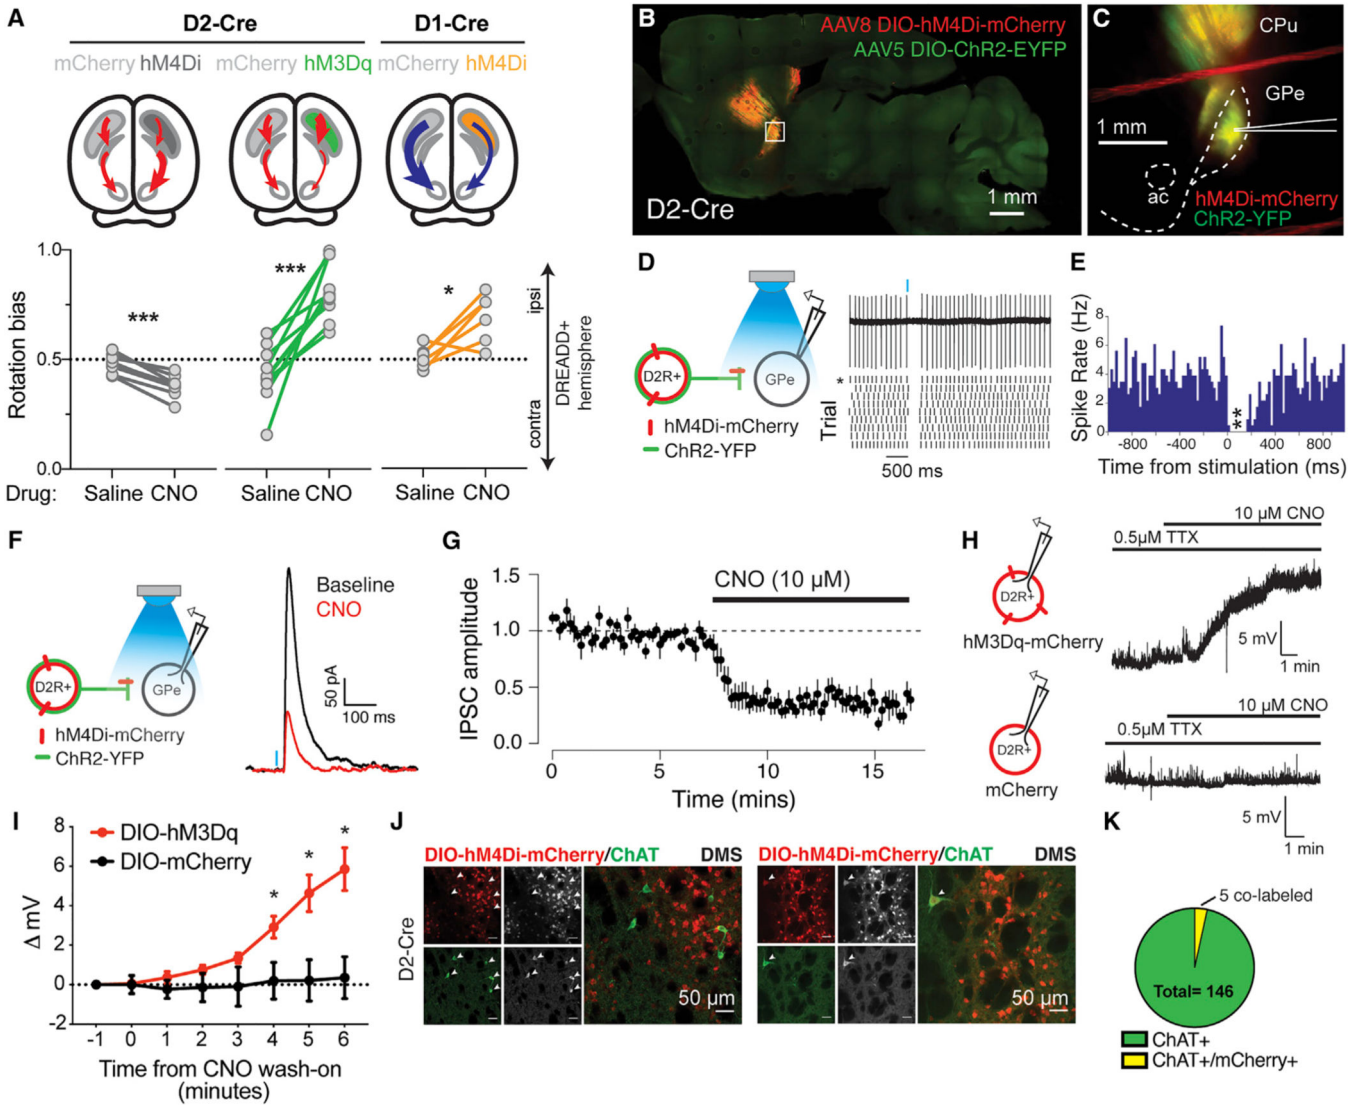 A
D2-Cre
D1-Cre
mCherry hM4Di
mCherry hM3Dq
mCherry hM4Di
Rotation bias
1.0
0.5
0.0
***
***
*
ipsi
contra
DREADD+
hemisphere
Drug:
Saline CNO
Saline CNO
Saline CNO
B
AAV8 DIO-hM4Di-mCherry
AAV5 DIO-ChR2-EYFP
D2-Cre
1 mm
C
CPu
GPe
1 mm
ac
hM4Di-mCherry
ChR2-YFP
D
D2R+
GPe
hM4Di-mCherry
ChR2-YFP
*
Trial
500 ms
E
Spike Rate (Hz)
8
6
4
2
0
**
-800
-400
0
400
800
Time from stimulation (ms)
F
D2R+
GPe
hM4Di-mCherry
ChR2-YFP
Baseline
CNO
50 pA
100 ms
G
IPSC amplitude
1.5
1.0
0.5
0.0
CNO (10 µM)
0
5
10
15
Time (mins)
H
D2R+
hM3Dq-mCherry
10 µM CNO
0.5µM TTX
5 mV
1 min
D2R+
mCherry
10 µM CNO
0.5µM TTX
5 mV
1 min
I
Δ mV
8
6
4
2
0
-2
DIO-hM3Dq
DIO-mCherry
*
*
*
-1
0
1
2
3
4
5
6
Time from CNO wash-on
(minutes)
J
D2-Cre
DIO-hM4Di-mCherry/ChAT
DMS
50 µm
DIO-hM4Di-mCherry/ChAT
DMS
50 µm
K
5 co-labeled
Total= 146
ChAT+
ChAT+/mCherry+